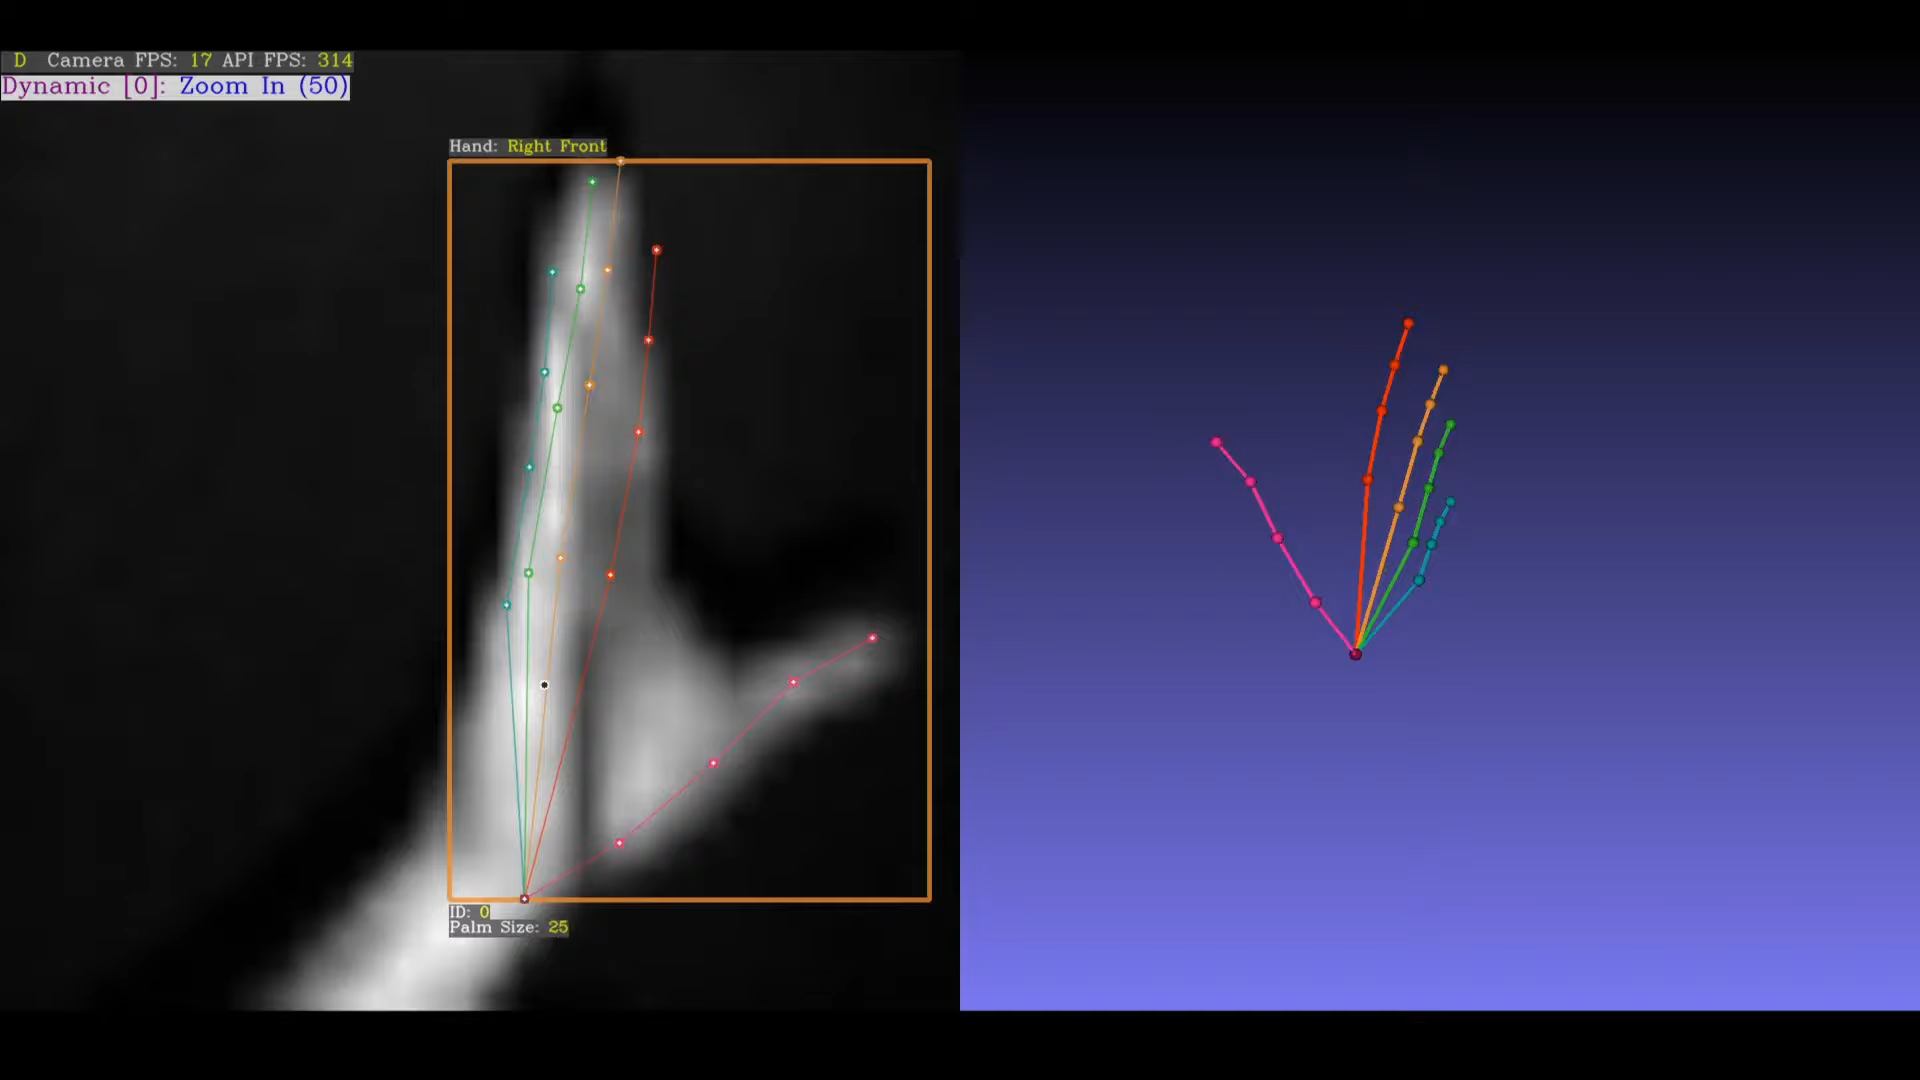 D Camera FPS: 17 API FPS: 314
Dynamic [0]: Zoom In (50)
Hand: Right Front
ID: 0
Palm Size: 25